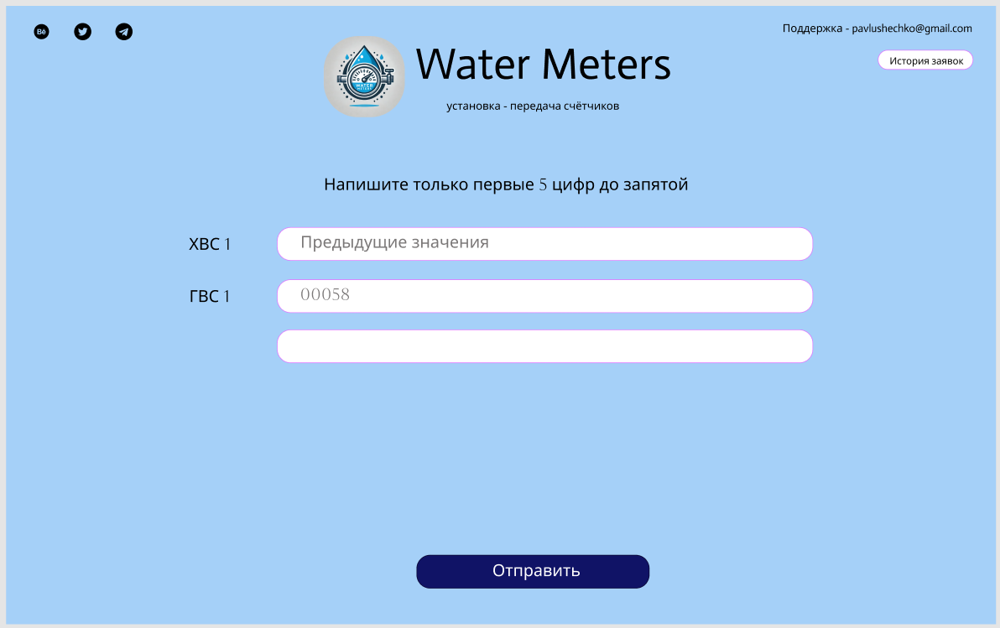 Bē
Поддержка - pavlushechko@gmail.com
История заявок
WATER
METERS
Water Meters
установка - передача счётчиков
Напишите только первые 5 цифр до запятой
ХВС 1
Предыдущие значения
ГВС 1
00058
Отправить